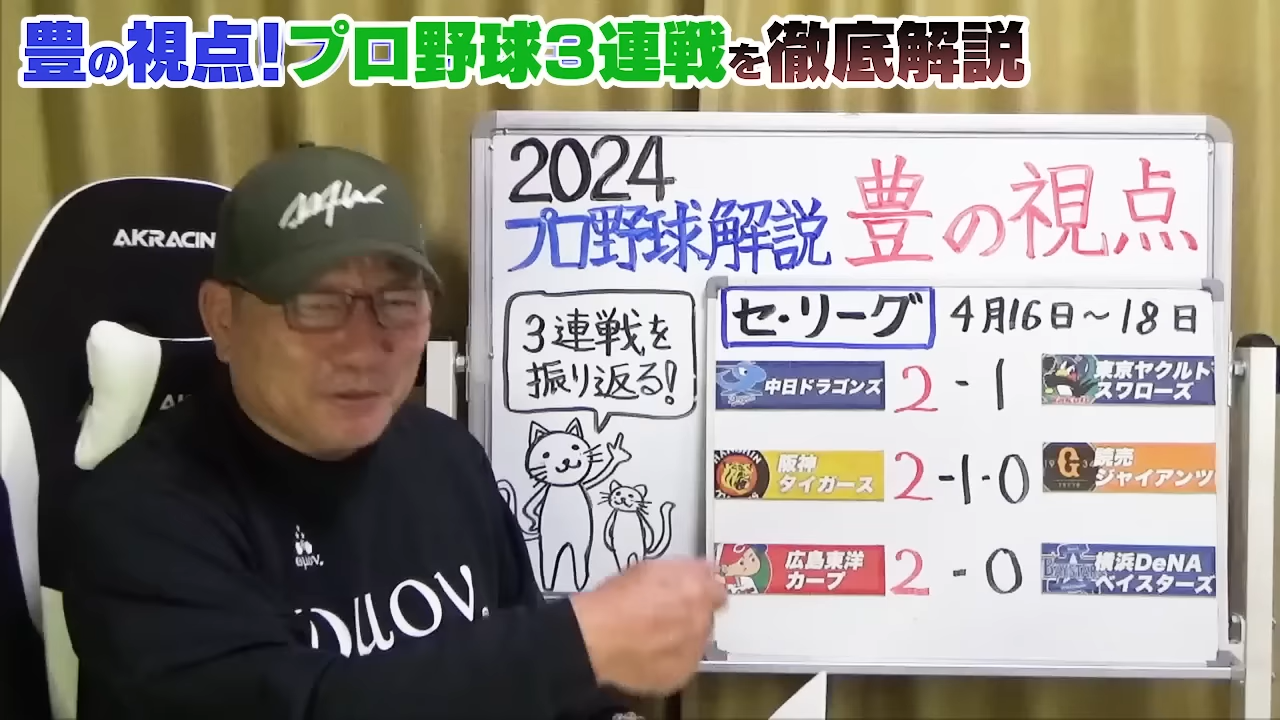 豊の視点！プロ野球3連戦を徹底解説
AKRACIN
2024
プロ野球解説 豊の視点
3連戦を
振り返る!
セ・リーグ 4月16日～18日
中日ドラゴンズ 2 - 1 東京ヤクルト
スワローズ
阪神
タイガース 2-1-0 読売
ジャイアンツ
広島東洋
カープ 2 - 0 横浜DeNA
ベイスターズ